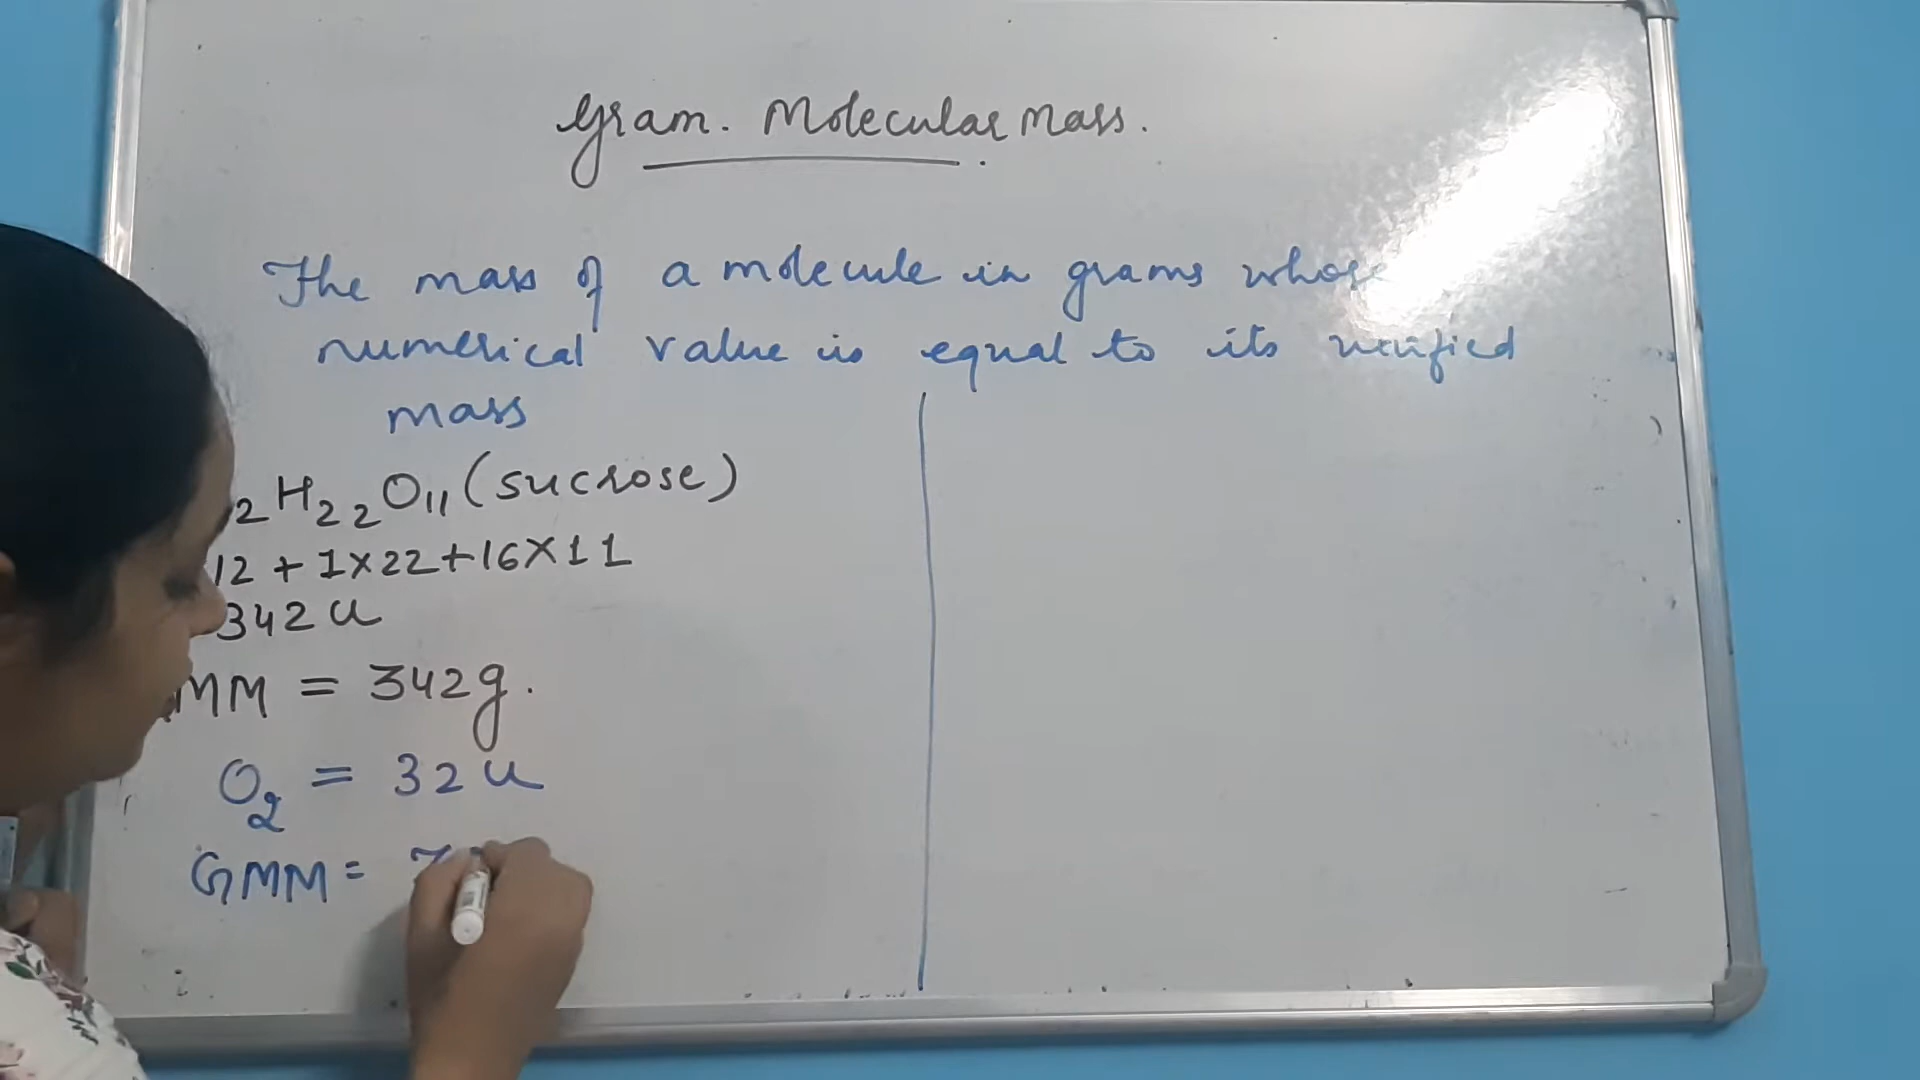 Gram. Molecular Mass.
The mass of a molecule in grams whose
numerical value is equal to its unified
mass
2H22O11 (sucrose)
12 + 1×22+16×11
342 u
MM = 342g.
O2 = 32 u
GMM =